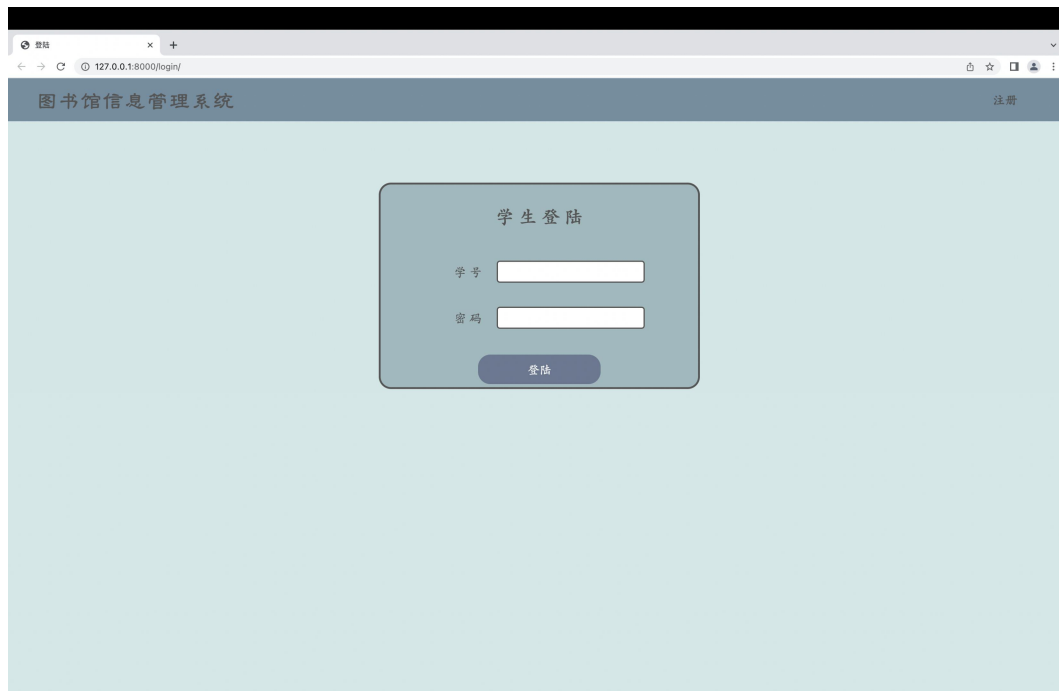 登陆
127.0.0.1:8000/login/
图书馆信息管理系统 注册
学生登陆
学号
密码
登陆